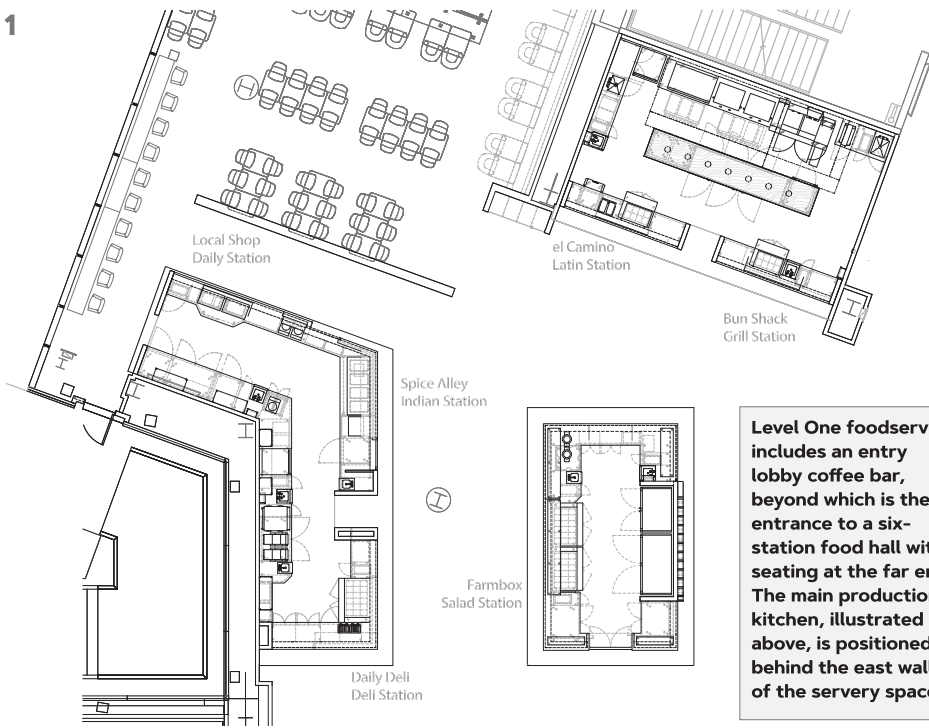 1
Local Shop
Daily Station
el Camino
Latin Station
Bun Shack
Grill Station
Spice Alley
Indian Station
Farmbox
Salad Station
Daily Deli
Deli Station
Level One foodserv
includes an entry
lobby coffee bar,
beyond which is the
entrance to a six-
station food hall wit
seating at the far en
The main production
kitchen, illustrated
above, is positioned
behind the east wall
of the servery space